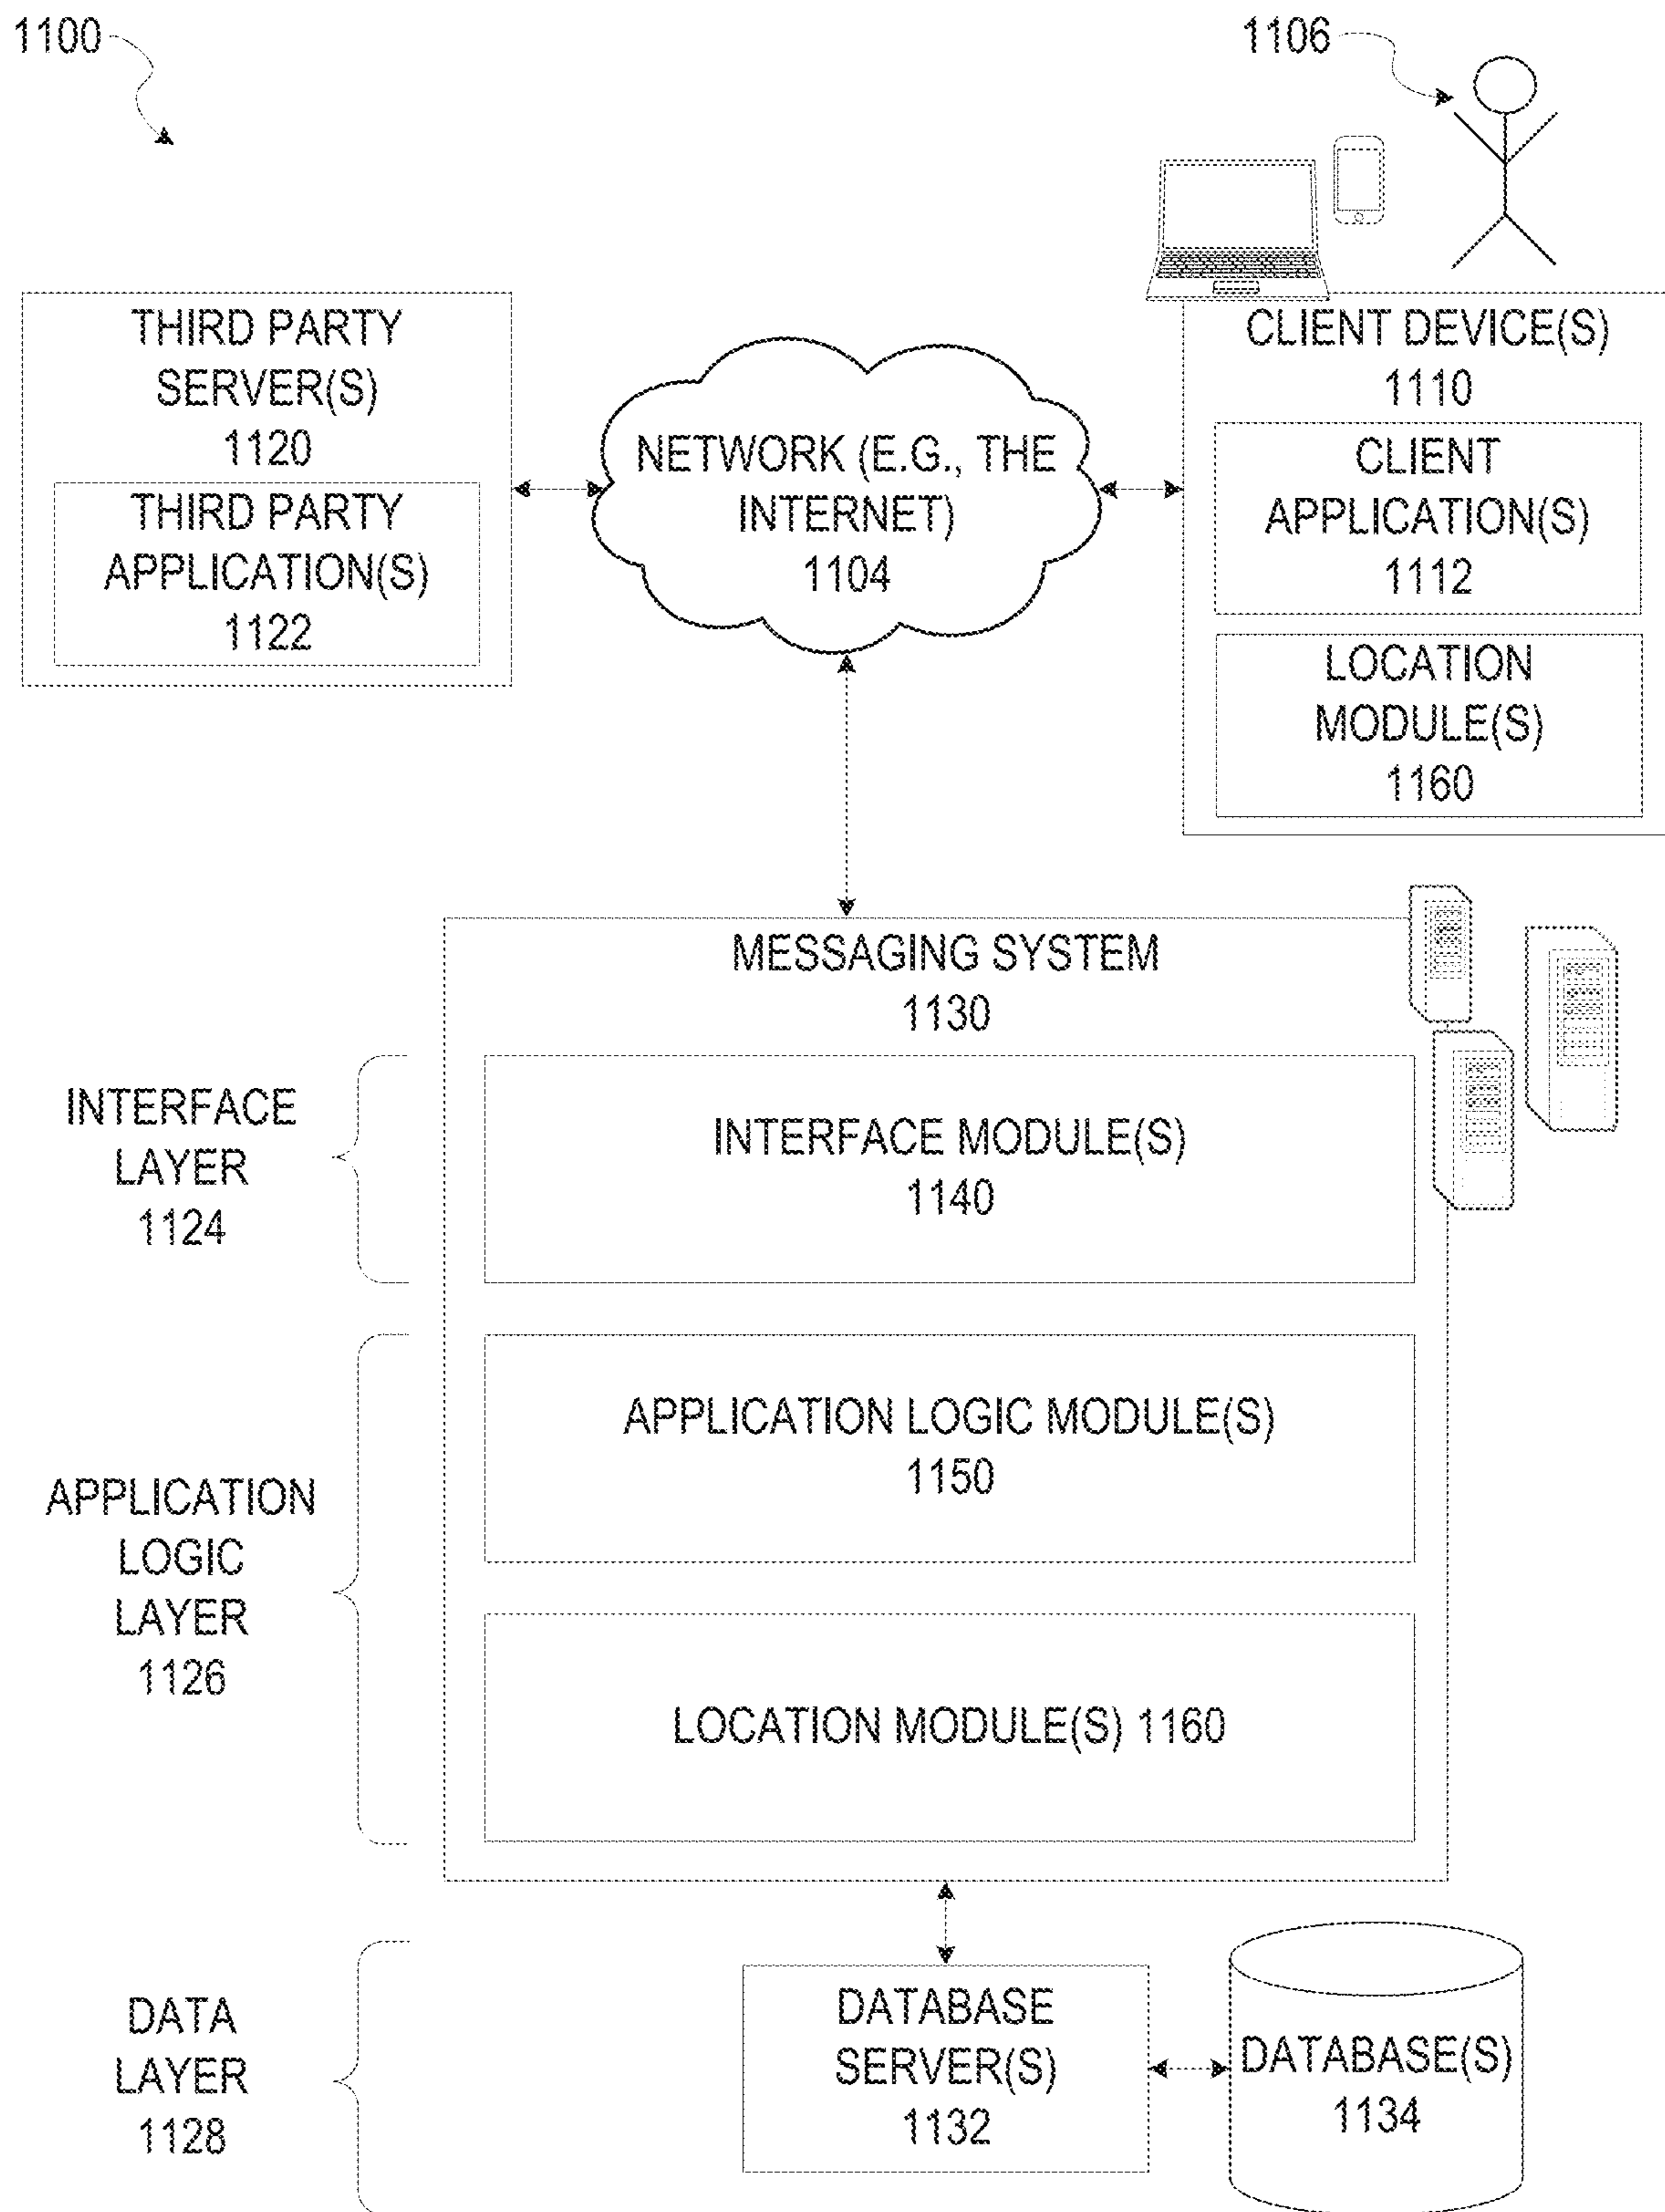 1100
1106
THIRD PARTY
SERVER(S)
1120
THIRD PARTY
APPLICATION(S)
1122
NETWORK (E.G., THE
INTERNET)
1104
CLIENT DEVICE(S)
1110
CLIENT
APPLICATION(S)
1112
LOCATION
MODULE(S)
1160
MESSAGING SYSTEM
1130
INTERFACE
LAYER
1124
INTERFACE MODULE(S)
1140
APPLICATION
LOGIC
LAYER
1126
APPLICATION LOGIC MODULE(S)
1150
LOCATION MODULE(S) 1160
DATA
LAYER
1128
DATABASE
SERVER(S)
1132
DATABASE(S)
1134